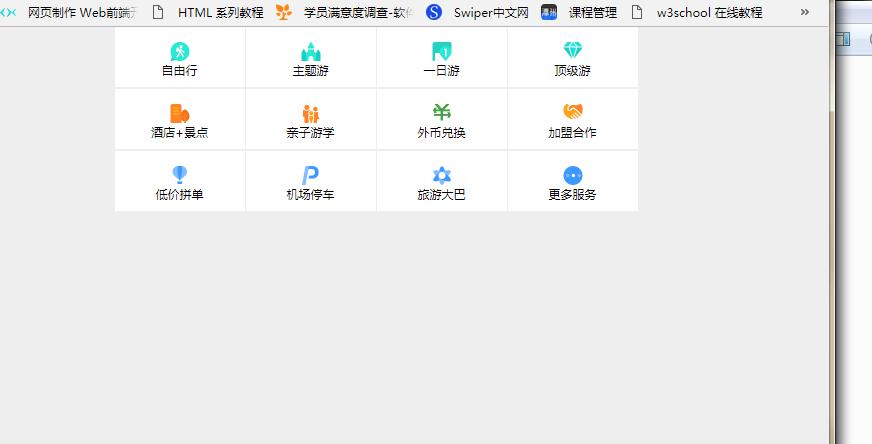 网页制作 Web前端 HTML 系列教程 学员满意度调查-软 Swiper中文网 课程管理 w3school 在线教程 »
自由行 主题游 一日游 顶级游
酒店+景点 亲子游学 外币兑换 加盟合作
低价拼单 机场停车 旅游大巴 更多服务